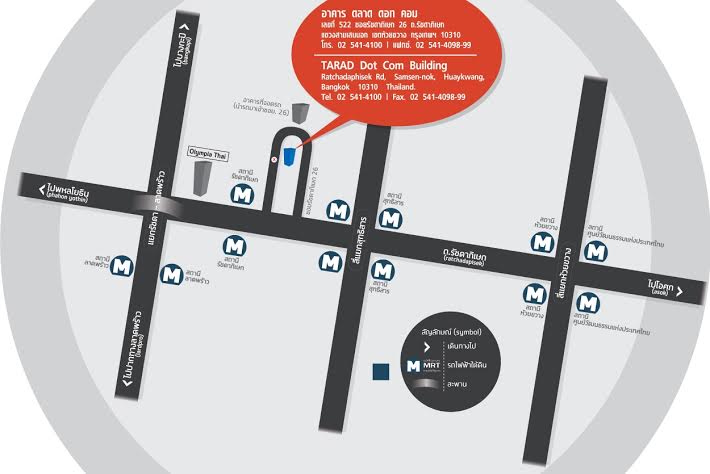 อาคาร ตลาด ดอท คอม
เลขที่ 522 ซอยรัชดาภิเษก 26 ถ.รัชดาภิเษก
แขวงสามเสนนอก เขตห้วยขวาง กรุงเทพฯ 10310
โทร. 02 541-4100 | แฟกซ์. 02 541-4098-99
TARAD Dot Com Building
Ratchadaphisek Rd, Samsen-nok, Huaykwang,
Bangkok 10310 Thailand.
Tel. 02 541-4100 | Fax. 02 541-4098-99
ไปบางกะปิ
(bangkapi)
อาคารที่จอดรถ
(นำรถมาเข้าซอย. 26)
Olympia Thai
ซอยรัชดาภิเษก 26
สถานี
รัชดาภิเษก
M
ไปพหลโยธิน
(phahon yothin)
แยกรัชดา - ลาดพร้าว
สถานี
สุทธิสาร
M
M
สี่แยกสุทธิสาร
M
สถานี
รัชดาภิเษก
M
สถานี
สุทธิสาร
M
สถานี
ลาดพร้าว
M
M
สถานี
ลาดพร้าว
ถ.รัชดาภิเษก
(ratchadapisek)
สถานี
ห้วยขวาง
M
สถานี
ศูนย์วัฒนธรรมแห่งประเทศไทย
M
สี่แยกห้วยขวาง
ไปอโศก
(asok)
M
สถานี
ห้วยขวาง
M
สถานี
ศูนย์วัฒนธรรมแห่งประเทศไทย
ไปปากทางลาดพร้าว
สัญลักษณ์ (symbol)
เดินทางไป
M MRT
รถไฟฟ้าใต้ดิน
สะพาน